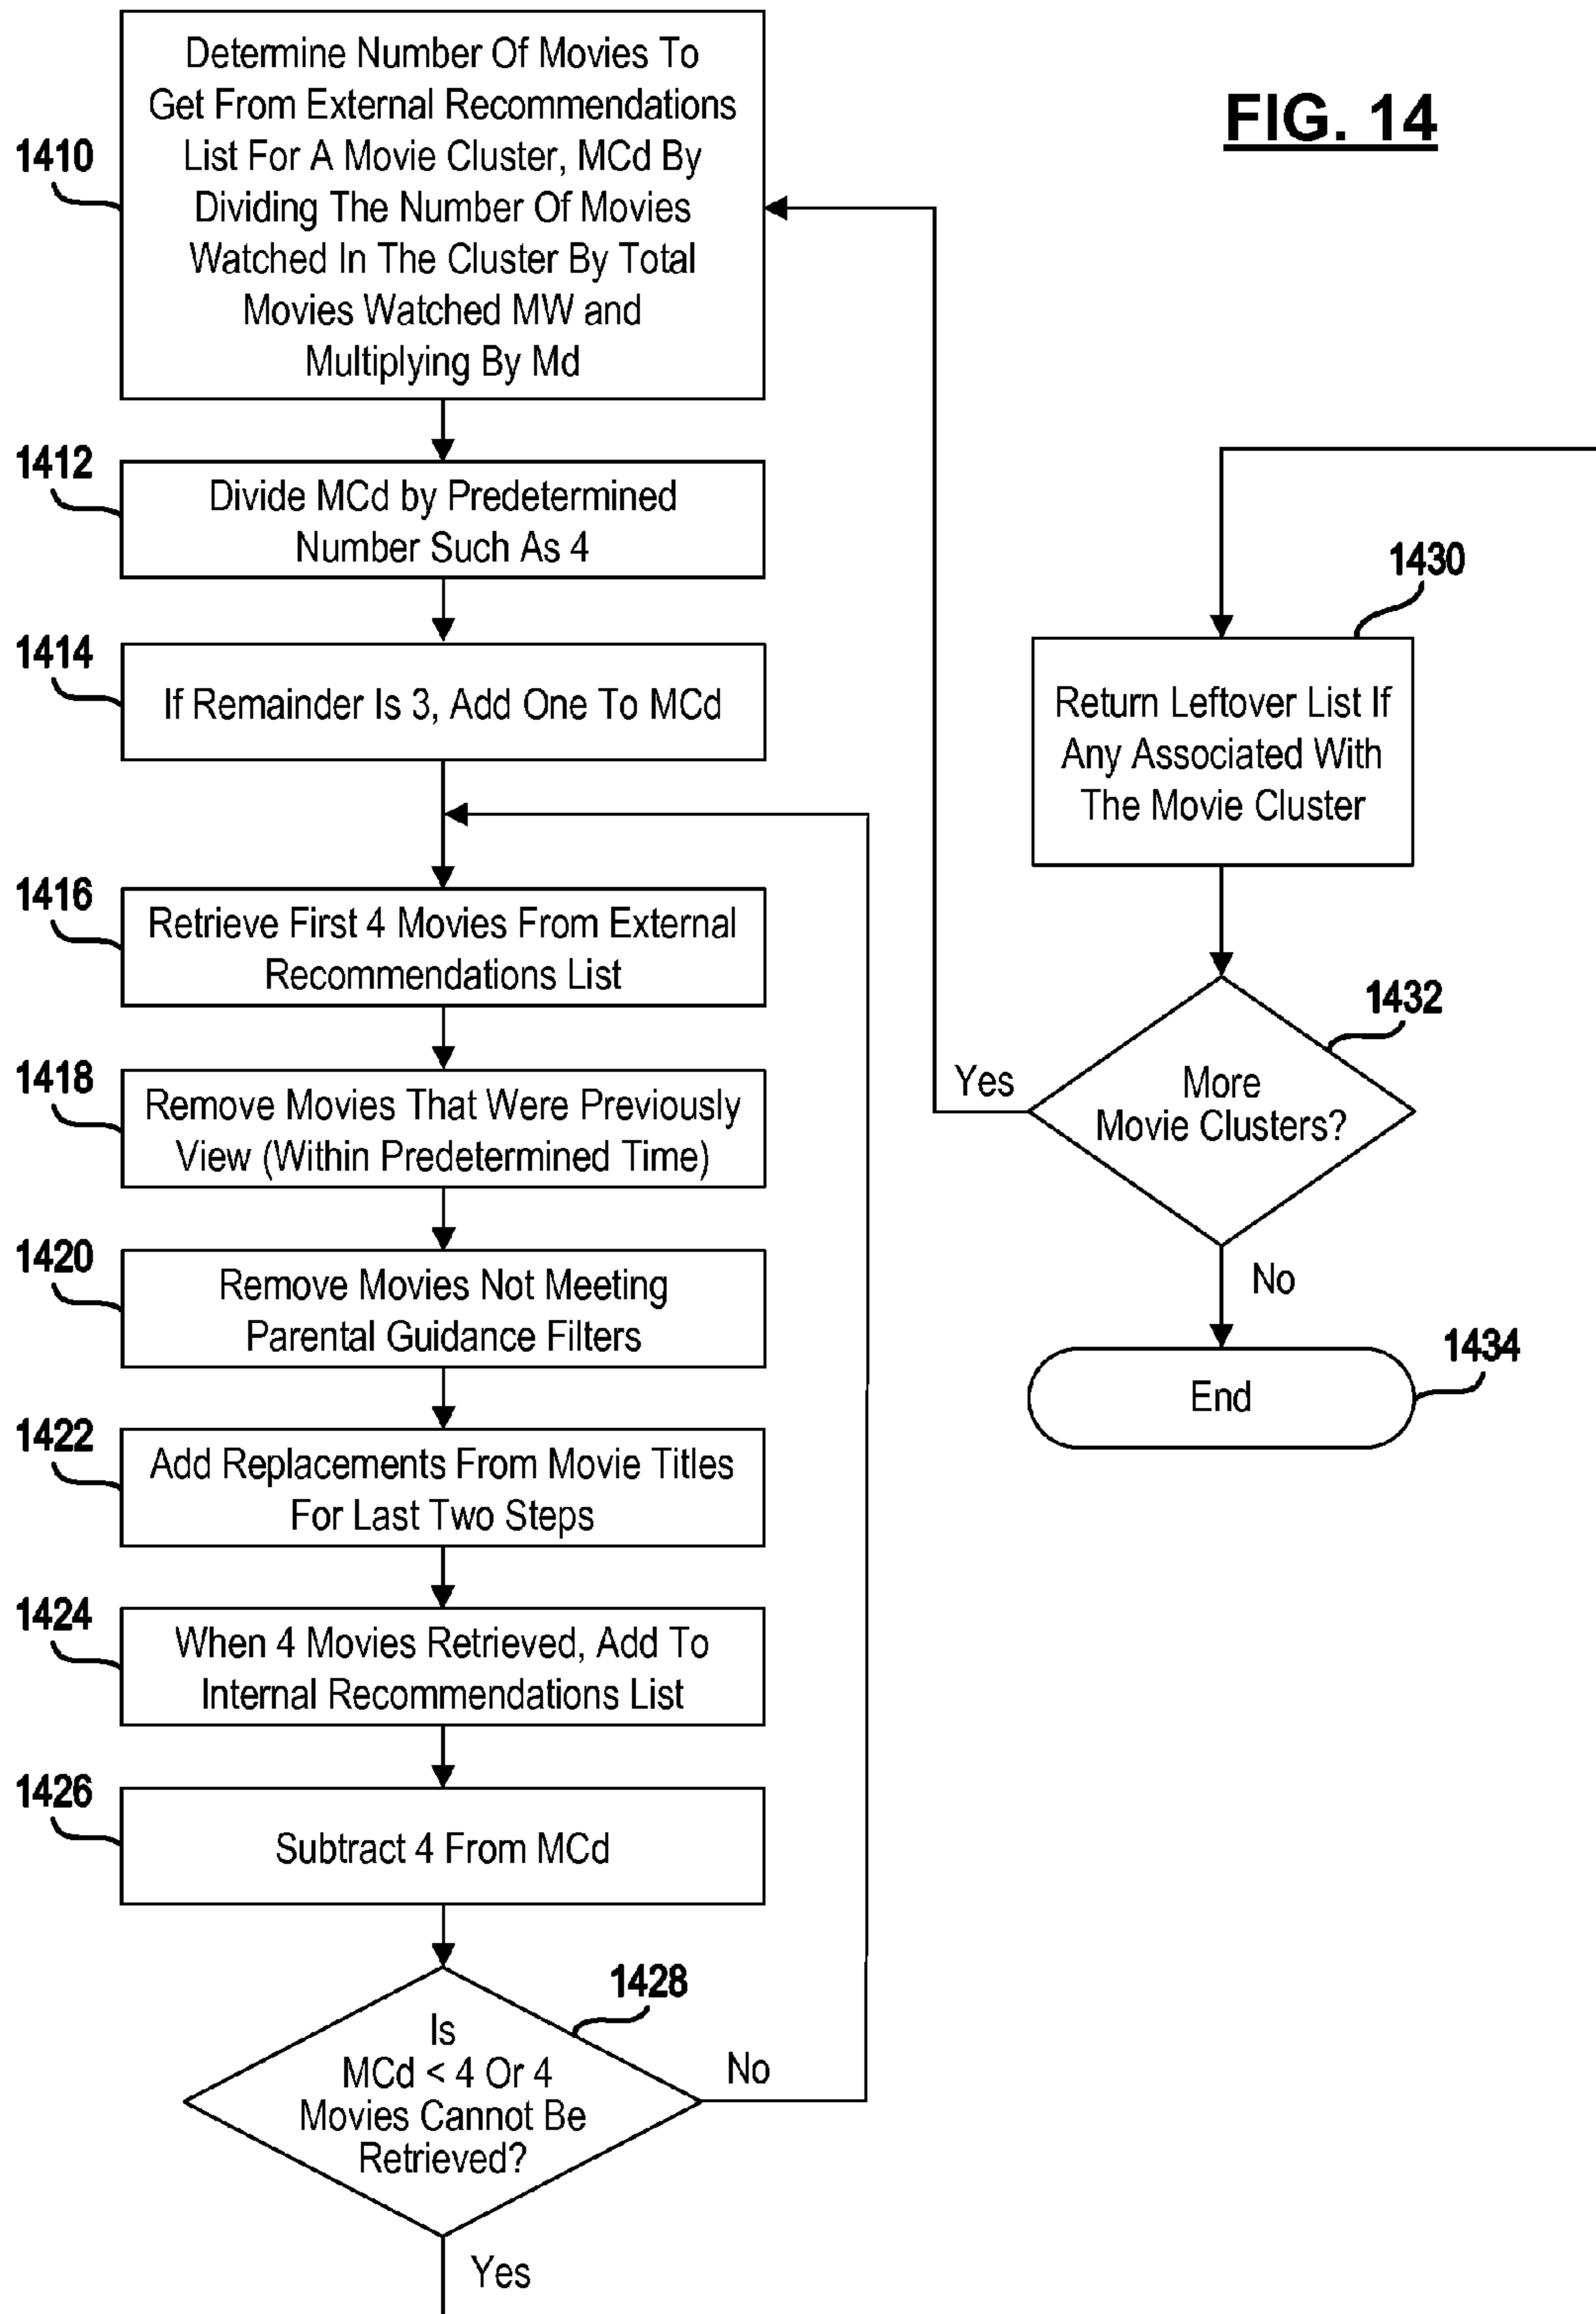 FIG. 14
1410
Determine Number Of Movies To
Get From External Recommendations
List For A Movie Cluster, MCd By
Dividing The Number Of Movies
Watched In The Cluster By Total
Movies Watched MW and
Multiplying By Md
1412
Divide MCd by Predetermined
Number Such As 4
1414
If Remainder Is 3, Add One To MCd
1416
Retrieve First 4 Movies From External
Recommendations List
1418
Remove Movies That Were Previously
View (Within Predetermined Time)
1420
Remove Movies Not Meeting
Parental Guidance Filters
1422
Add Replacements From Movie Titles
For Last Two Steps
1424
When 4 Movies Retrieved, Add To
Internal Recommendations List
1426
Subtract 4 From MCd
1428
Is
MCd < 4 Or 4
Movies Cannot Be
Retrieved?
No
Yes
1430
Return Leftover List If
Any Associated With
The Movie Cluster
1432
More
Movie Clusters?
Yes
No
1434
End